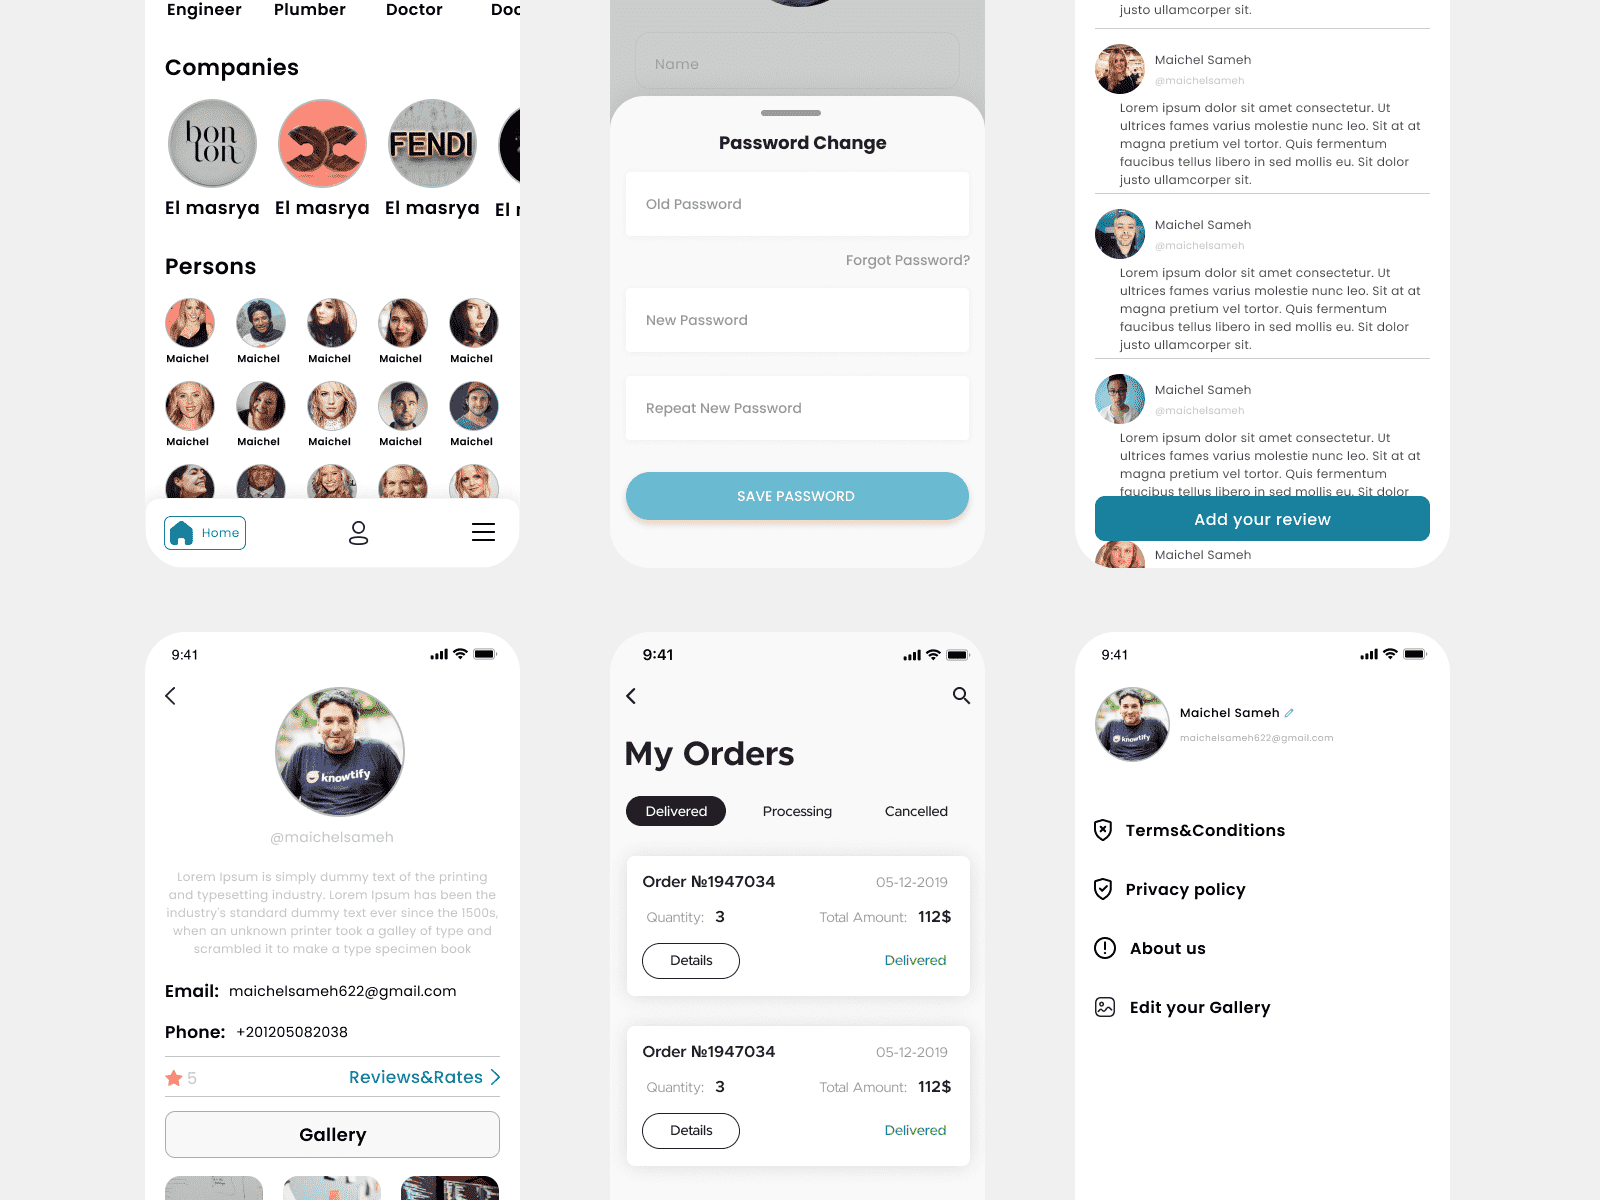 Engineer Plumber Doctor Doc
Companies
bon
ton
FENDI
El masrya El masrya El masrya El
Persons
Maichel Maichel Maichel Maichel Maichel
Maichel Maichel Maichel Maichel Maichel
Home
Name
Password Change
Old Password
Forgot Password?
New Password
Repeat New Password
SAVE PASSWORD
justo ullamcorper sit.
Maichel Sameh
@maichelsameh
Lorem ipsum dolor sit amet consectetur. Ut
ultrices fames varius molestie nunc leo. Sit at at
magna pretium vel tortor. Quis fermentum
faucibus tellus libero in sed mollis eu. Sit dolor
justo ullamcorper sit.
Maichel Sameh
@maichelsameh
Lorem ipsum dolor sit amet consectetur. Ut
ultrices fames varius molestie nunc leo. Sit at at
magna pretium vel tortor. Quis fermentum
faucibus tellus libero in sed mollis eu. Sit dolor
justo ullamcorper sit.
Maichel Sameh
@maichelsameh
Lorem ipsum dolor sit amet consectetur. Ut
ultrices fames varius molestie nunc leo. Sit at at
magna pretium vel tortor. Quis fermentum
faucibus tellus libero in sed mollis eu. Sit dolor
Add your review
Maichel Sameh
9:41
knowtify
@maichelsameh
Lorem Ipsum is simply dummy text of the printing
and typesetting industry. Lorem Ipsum has been the
industry's standard dummy text ever since the 1500s,
when an unknown printer took a galley of type and
scrambled it to make a type specimen book
Email: maichelsameh622@gmail.com
Phone: +201205082038
5 Reviews&Rates
Gallery
9:41
My Orders
Delivered Processing Cancelled
Order №1947034 05-12-2019
Quantity: 3 Total Amount: 112$
Details Delivered
Order №1947034 05-12-2019
Quantity: 3 Total Amount: 112$
Details Delivered
9:41
knowtify
Maichel Sameh
maichelsameh622@gmail.com
Terms&Conditions
Privacy policy
About us
Edit your Gallery